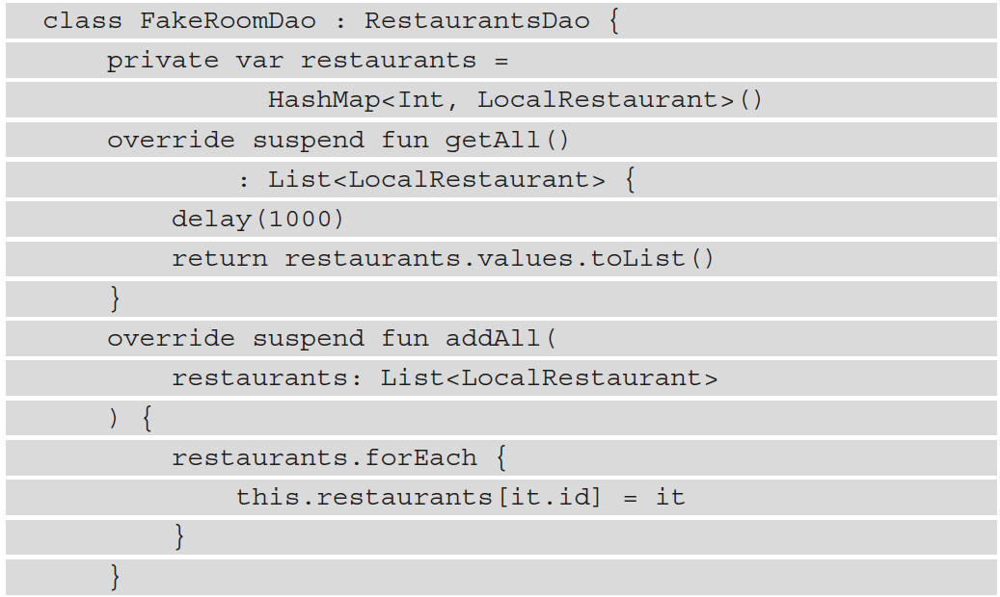 class FakeRoomDao : RestaurantsDao {
    private var restaurants =
              HashMap<Int, LocalRestaurant>()
    override suspend fun getAll()
            : List<LocalRestaurant> {
        delay(1000)
        return restaurants.values.toList()
    }
    override suspend fun addAll(
        restaurants: List<LocalRestaurant>
    ) {
        restaurants.forEach {
            this.restaurants[it.id] = it
        }
    }